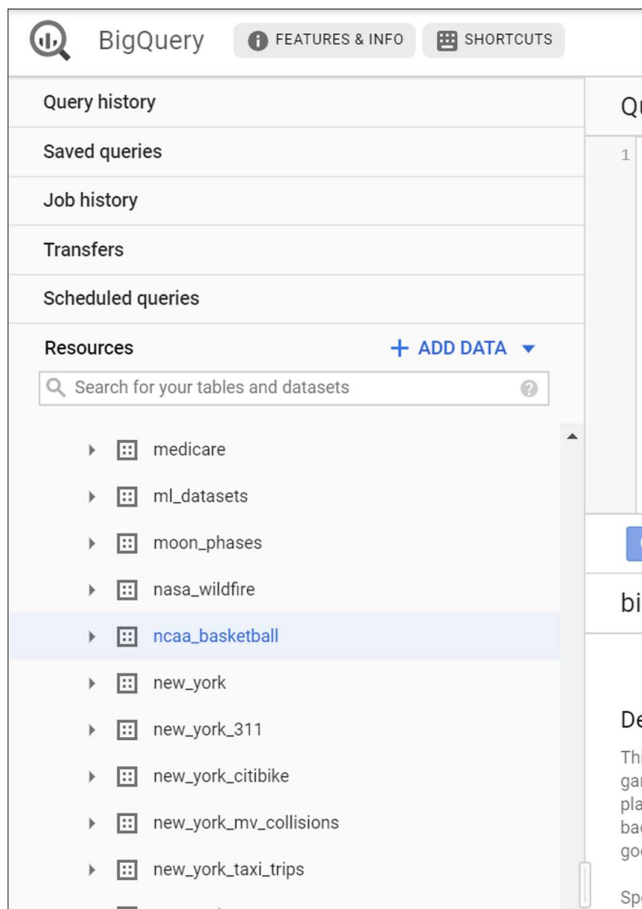 BigQuery
FEATURES & INFO
SHORTCUTS
Query history
Saved queries
Job history
Transfers
Scheduled queries
Resources
ADD DATA
Search for your tables and datasets
medicare
ml_datasets
moon_phases
nasa_wildfire
ncaa_basketball
new_york
new_york_311
new_york_citibike
new_york_mv_collisions
new_york_taxi_trips
1